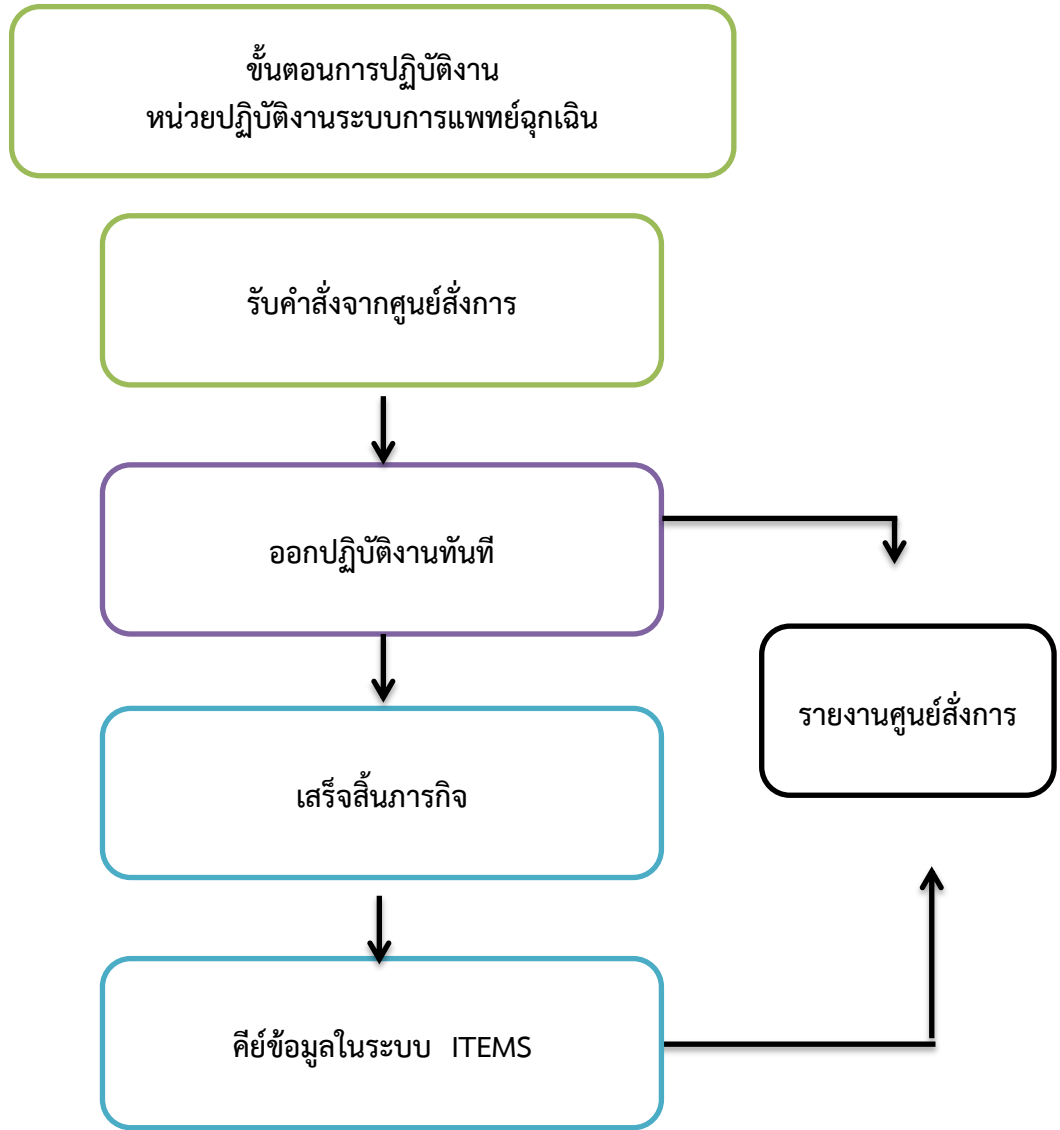 ขั้นตอนการปฏิบัติงาน
หน่วยปฏิบัติงานระบบการแพทย์ฉุกเฉิน
รับคำสั่งจากศูนย์สั่งการ
ออกปฏิบัติงานทันที
รายงานศูนย์สั่งการ
เสร็จสิ้นภารกิจ
คีย์ข้อมูลในระบบ ITEMS